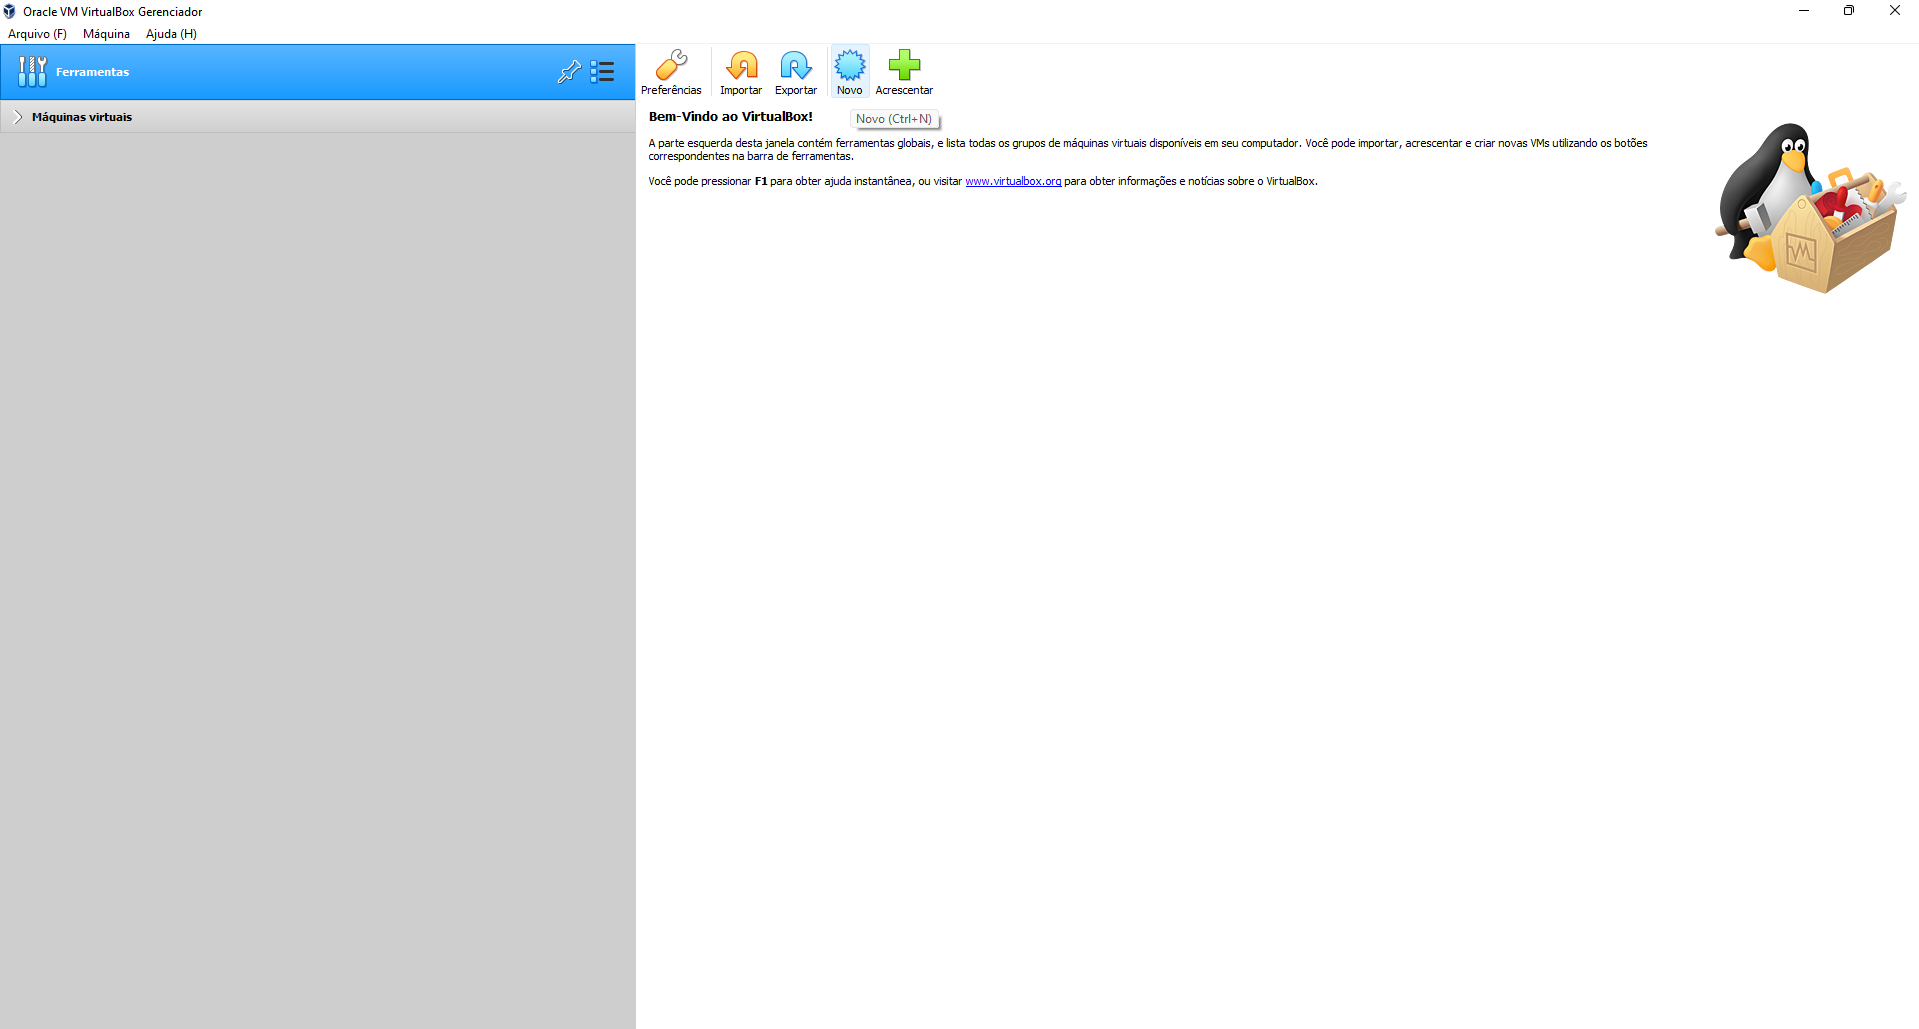 Oracle VM VirtualBox Gerenciador
Arquivo (F) Máquina Ajuda (H)
Ferramentas
Máquinas virtuais
Preferências Importar Exportar Novo Acrescentar
Novo (Ctrl+N)
Bem-Vindo ao VirtualBox!
A parte esquerda desta janela contém ferramentas globais, e lista todas os grupos de máquinas virtuais disponíveis em seu computador. Você pode importar, acrescentar e criar novas VMs utilizando os botões
correspondentes na barra de ferramentas.
Você pode pressionar F1 para obter ajuda instantânea, ou visitar www.virtualbox.org para obter informações e notícias sobre o VirtualBox.